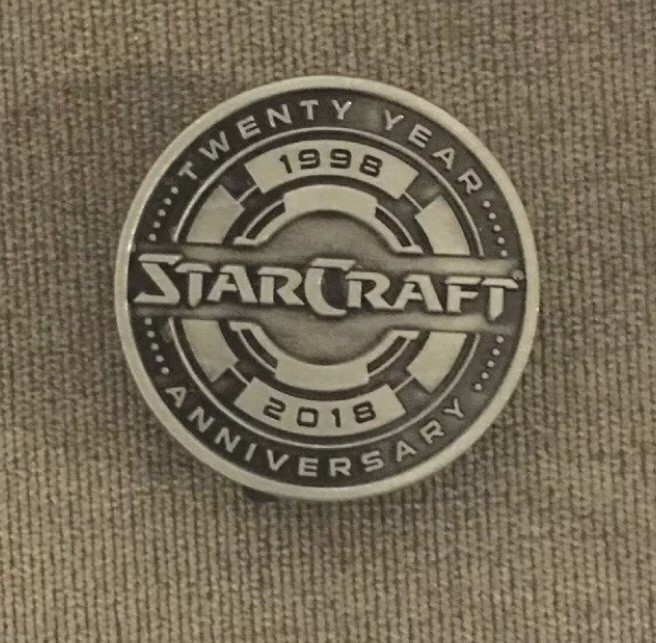 TWENTY YEAR
1998
STARCRAFT®
2018
ANNIVERSARY